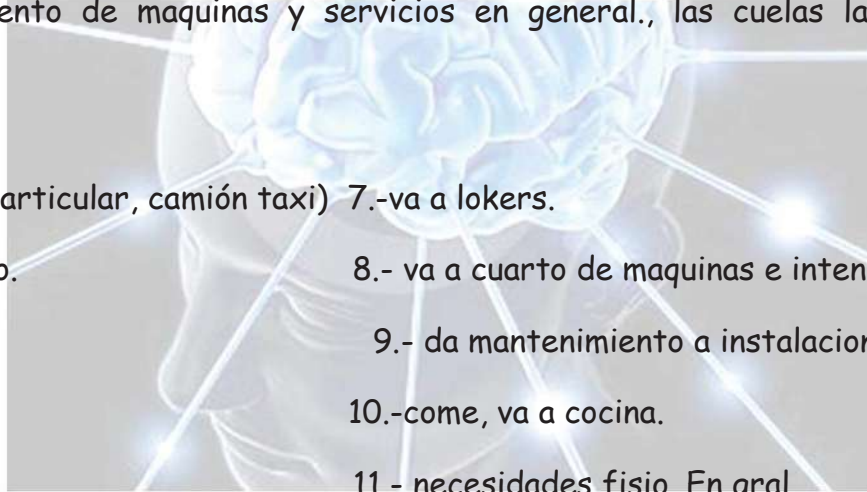 ento de maquinas y servicios en general., las cuelas la
articular, camión taxi) 7.-va a lokers.
o. 8.- va a cuarto de maquinas e inten
9.- da mantenimiento a instalacion
10.-come, va a cocina.
11 - necesidades fisio. En gral